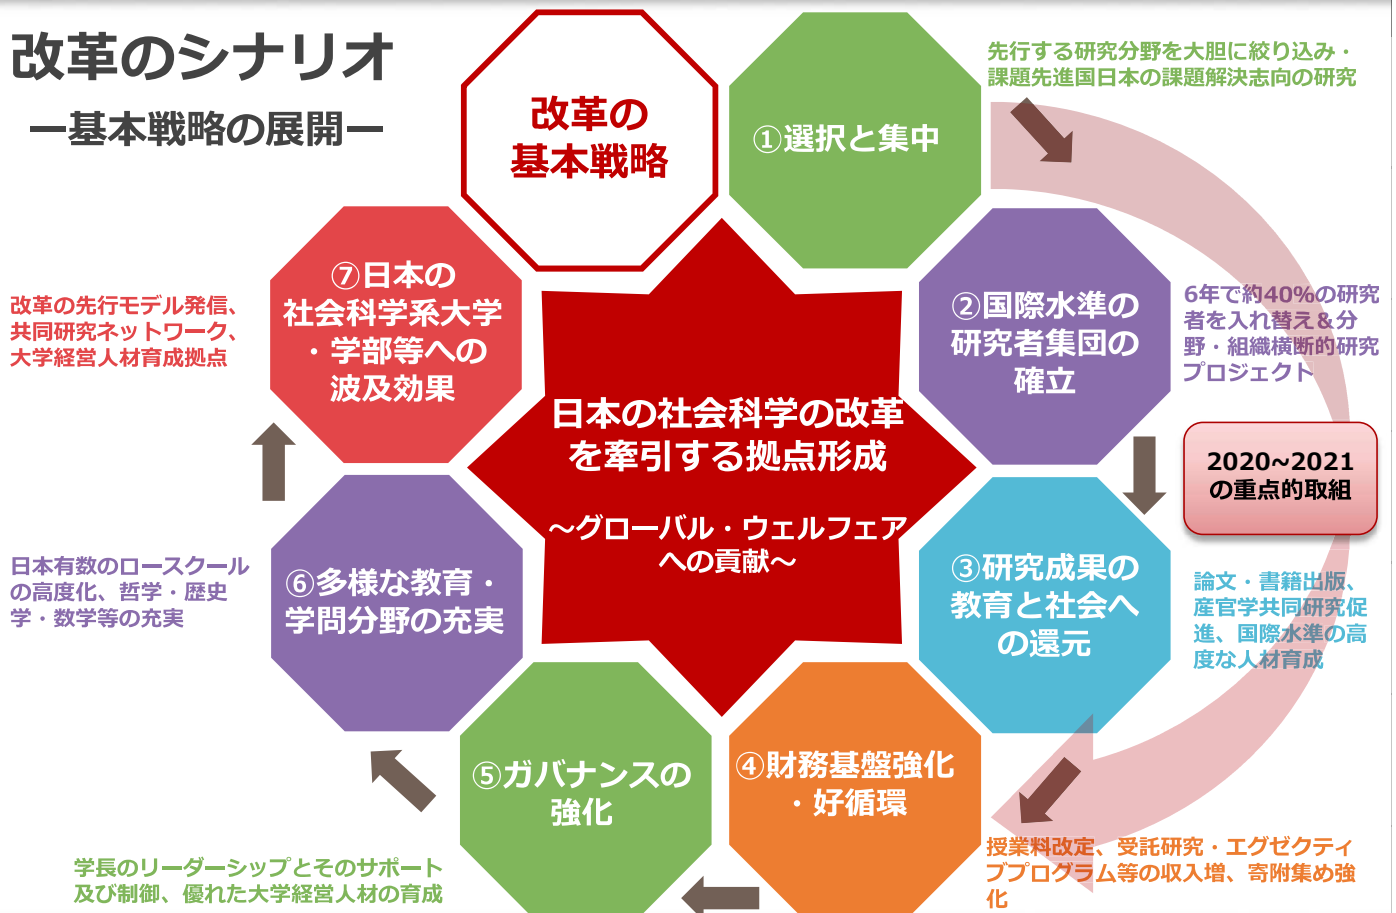 改革のシナリオ
ー基本戦略の展開ー
改革の
基本戦略
①選択と集中
先行する研究分野を大胆に絞り込み・
課題先進国日本の課題解決志向の研究
②国際水準の
研究者集団の
確立
6年で約40%の研究
者を入れ替え＆分
野・組織横断的研究
プロジェクト
2020~2021
の重点的取組
③研究成果の
教育と社会へ
の還元
論文・書籍出版、
産官学共同研究促
進、国際水準の高
度な人材育成
④財務基盤強化
・好循環
授業料改定、受託研究・エグゼクティ
ブプログラム等の収入増、寄附集め強
化
⑤ガバナンスの
強化
学長のリーダーシップとそのサポート
及び制御、優れた大学経営人材の育成
⑥多様な教育・
学問分野の充実
日本有数のロースクール
の高度化、哲学・歴史
学・数学等の充実
⑦日本の
社会科学系大学
・学部等への
波及効果
改革の先行モデル発信、
共同研究ネットワーク、
大学経営人材育成拠点
日本の社会科学の改革
を牽引する拠点形成
～グローバル・ウェルフェア
への貢献～